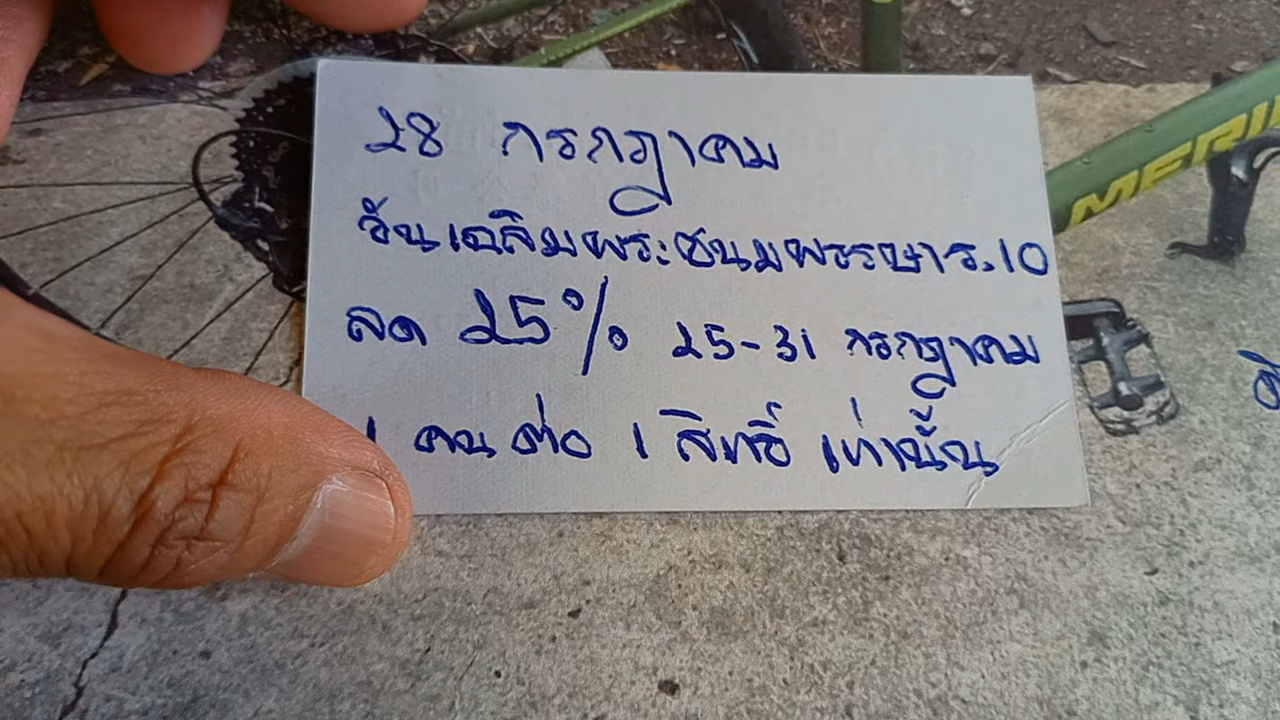 28 กรกฎาคม
วันเฉลิมพระชนมพรรษา ร.10
ลด 25% 25-31 กรกฎาคม
1 คน ต่อ 1 สิทธิ์ เท่านั้น
MERI